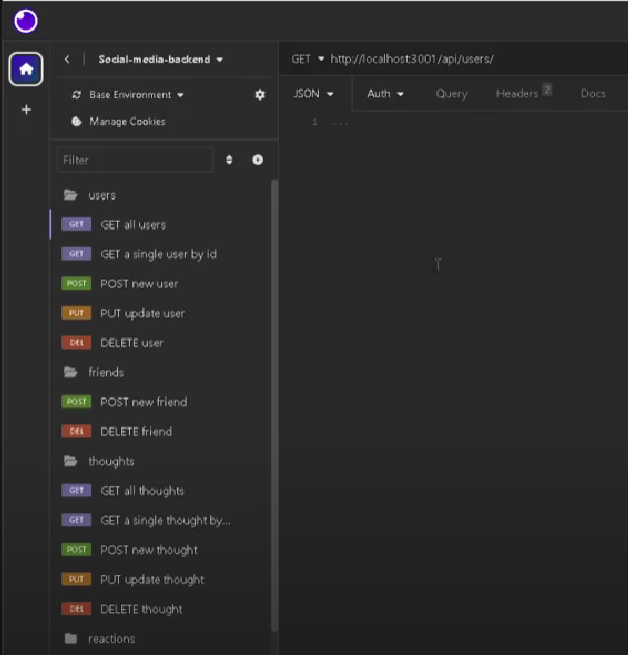 Social-media-backend
GET http://localhost:3001/api/users/
Base Environment
JSON Auth Query Headers 2 Docs
Manage Cookies
1 ...
Filter
users
GET GET all users
GET GET a single user by id
POST POST new user
PUT PUT update user
DEL DELETE user
friends
POST POST new friend
DEL DELETE friend
thoughts
GET GET all thoughts
GET GET a single thought by...
POST POST new thought
PUT PUT update thought
DEL DELETE thought
reactions